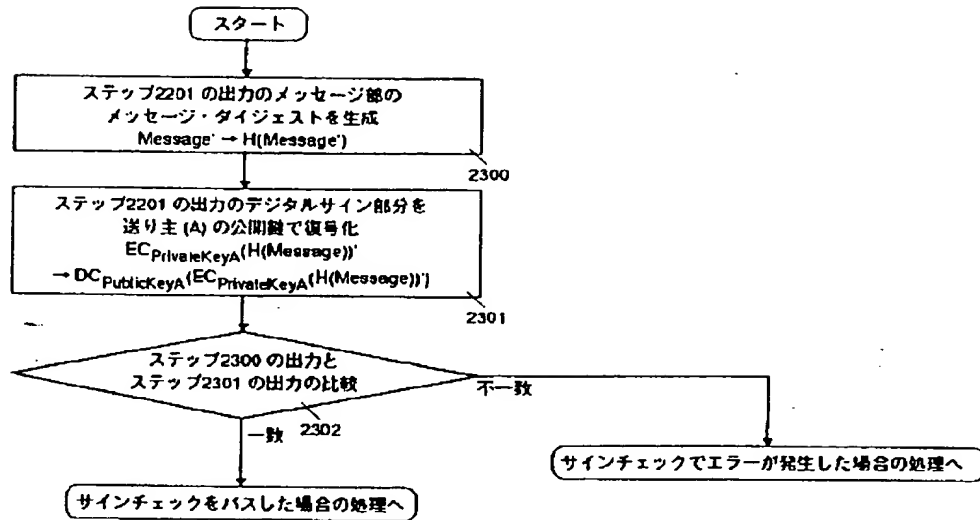 スタート
ステップ2201 の出力のメッセージ部の
メッセージ・ダイジェストを生成
Message' → H(Message')
2300
ステップ2201 の出力のデジタルサイン部分を
送り主 (A) の公開鍵で復号化
EC_PrivateKeyA(H(Message))'
→ DC_PublicKeyA(EC_PrivateKeyA(H(Message))')
2301
ステップ2300 の出力と
ステップ2301 の出力の比較
不一致
2302
一致
サインチェックでエラーが発生した場合の処理へ
サインチェックをパスした場合の処理へ